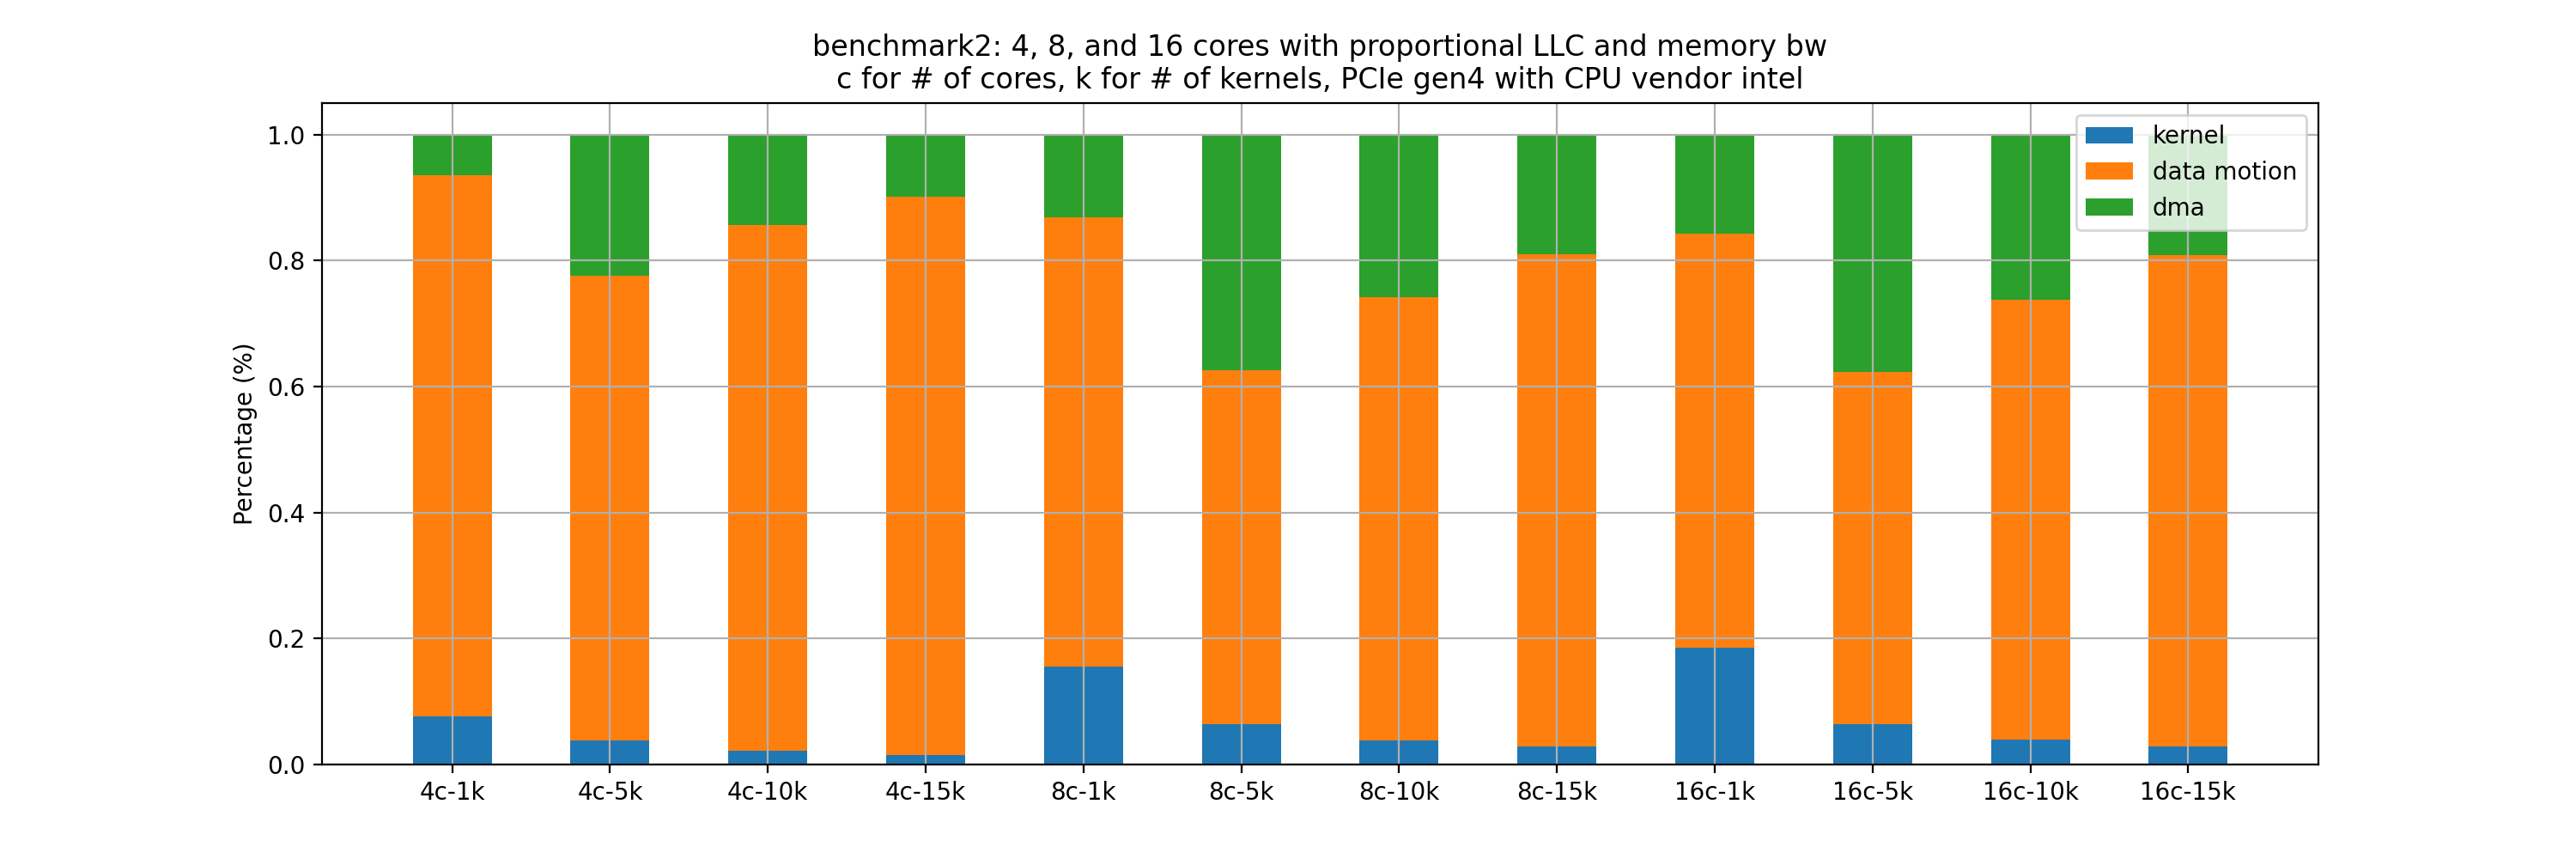 benchmark2: 4, 8, and 16 cores with proportional LLC and memory bw
c for # of cores, k for # of kernels, PCIe gen4 with CPU vendor intel
Percentage (%)
1.0
0.8
0.6
0.4
0.2
0.0
kernel
data motion
dma
4c-1k 4c-5k 4c-10k 4c-15k 8c-1k 8c-5k 8c-10k 8c-15k 16c-1k 16c-5k 16c-10k 16c-15k